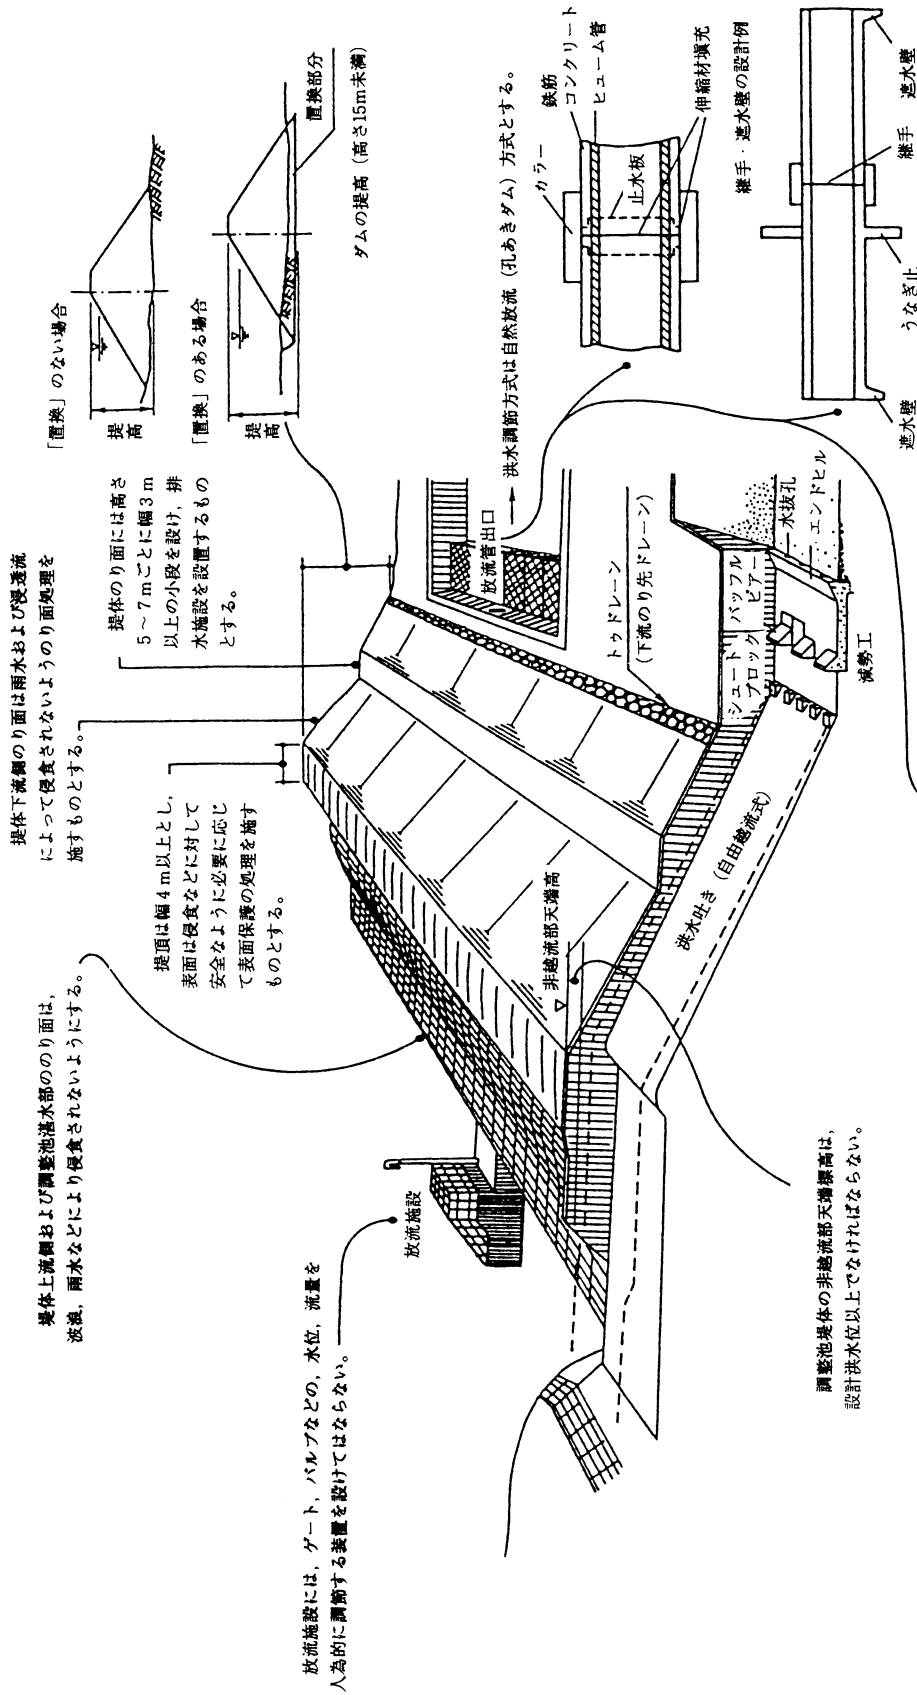 堤体下流側のり面は雨水および浸透流
によって侵食されないようのり面処理を
施すものとする。
堤体上流側および調整池湛水部ののり面は,
波浪, 雨水などにより侵食されないようにする。
放流施設には, ゲート, バルブなどの, 水位, 流量を
人為的に調節する装置を設けてはならない。
提体のり面には高さ
5~7mごとに幅3m
以上の小段を設け, 排
水施設を設置するもの
とする。
提頂は幅4m以上とし,
表面は侵食などに対して
安全なように必要に応じ
て表面保護の処理を施す
ものとする。
「置換」のない場合
提高
「置換」のある場合
提高
置換部分
ダムの提高 (高さ15m未満)
放流施設
放流管出口
洪水調節方式は自然放流 (孔あきダム) 方式とする。
トゥドレーン
(下流のり先ドレーン)
非越流部天端高
洪水吐き (自由越流式)
シュート
ブロック
バッフル
ピアー
水抜孔
エンドヒル
減勢工
調整池堤体の非越流部天端標高は,
設計洪水位以上でなければならない。
カラー
鉄筋
コンクリート
ヒューム管
止水板
伸縮材塡充
継手・遮水壁の設計例
遮水壁
うなぎ止
継手
遮水壁